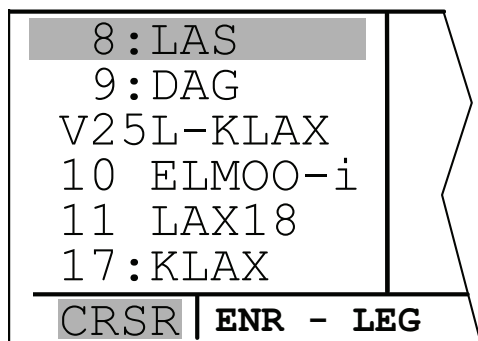 8:LAS
9:DAG
V25L-KLAX
10 ELMOO-i
11 LAX18
17:KLAX
CRSR ENR - LEG